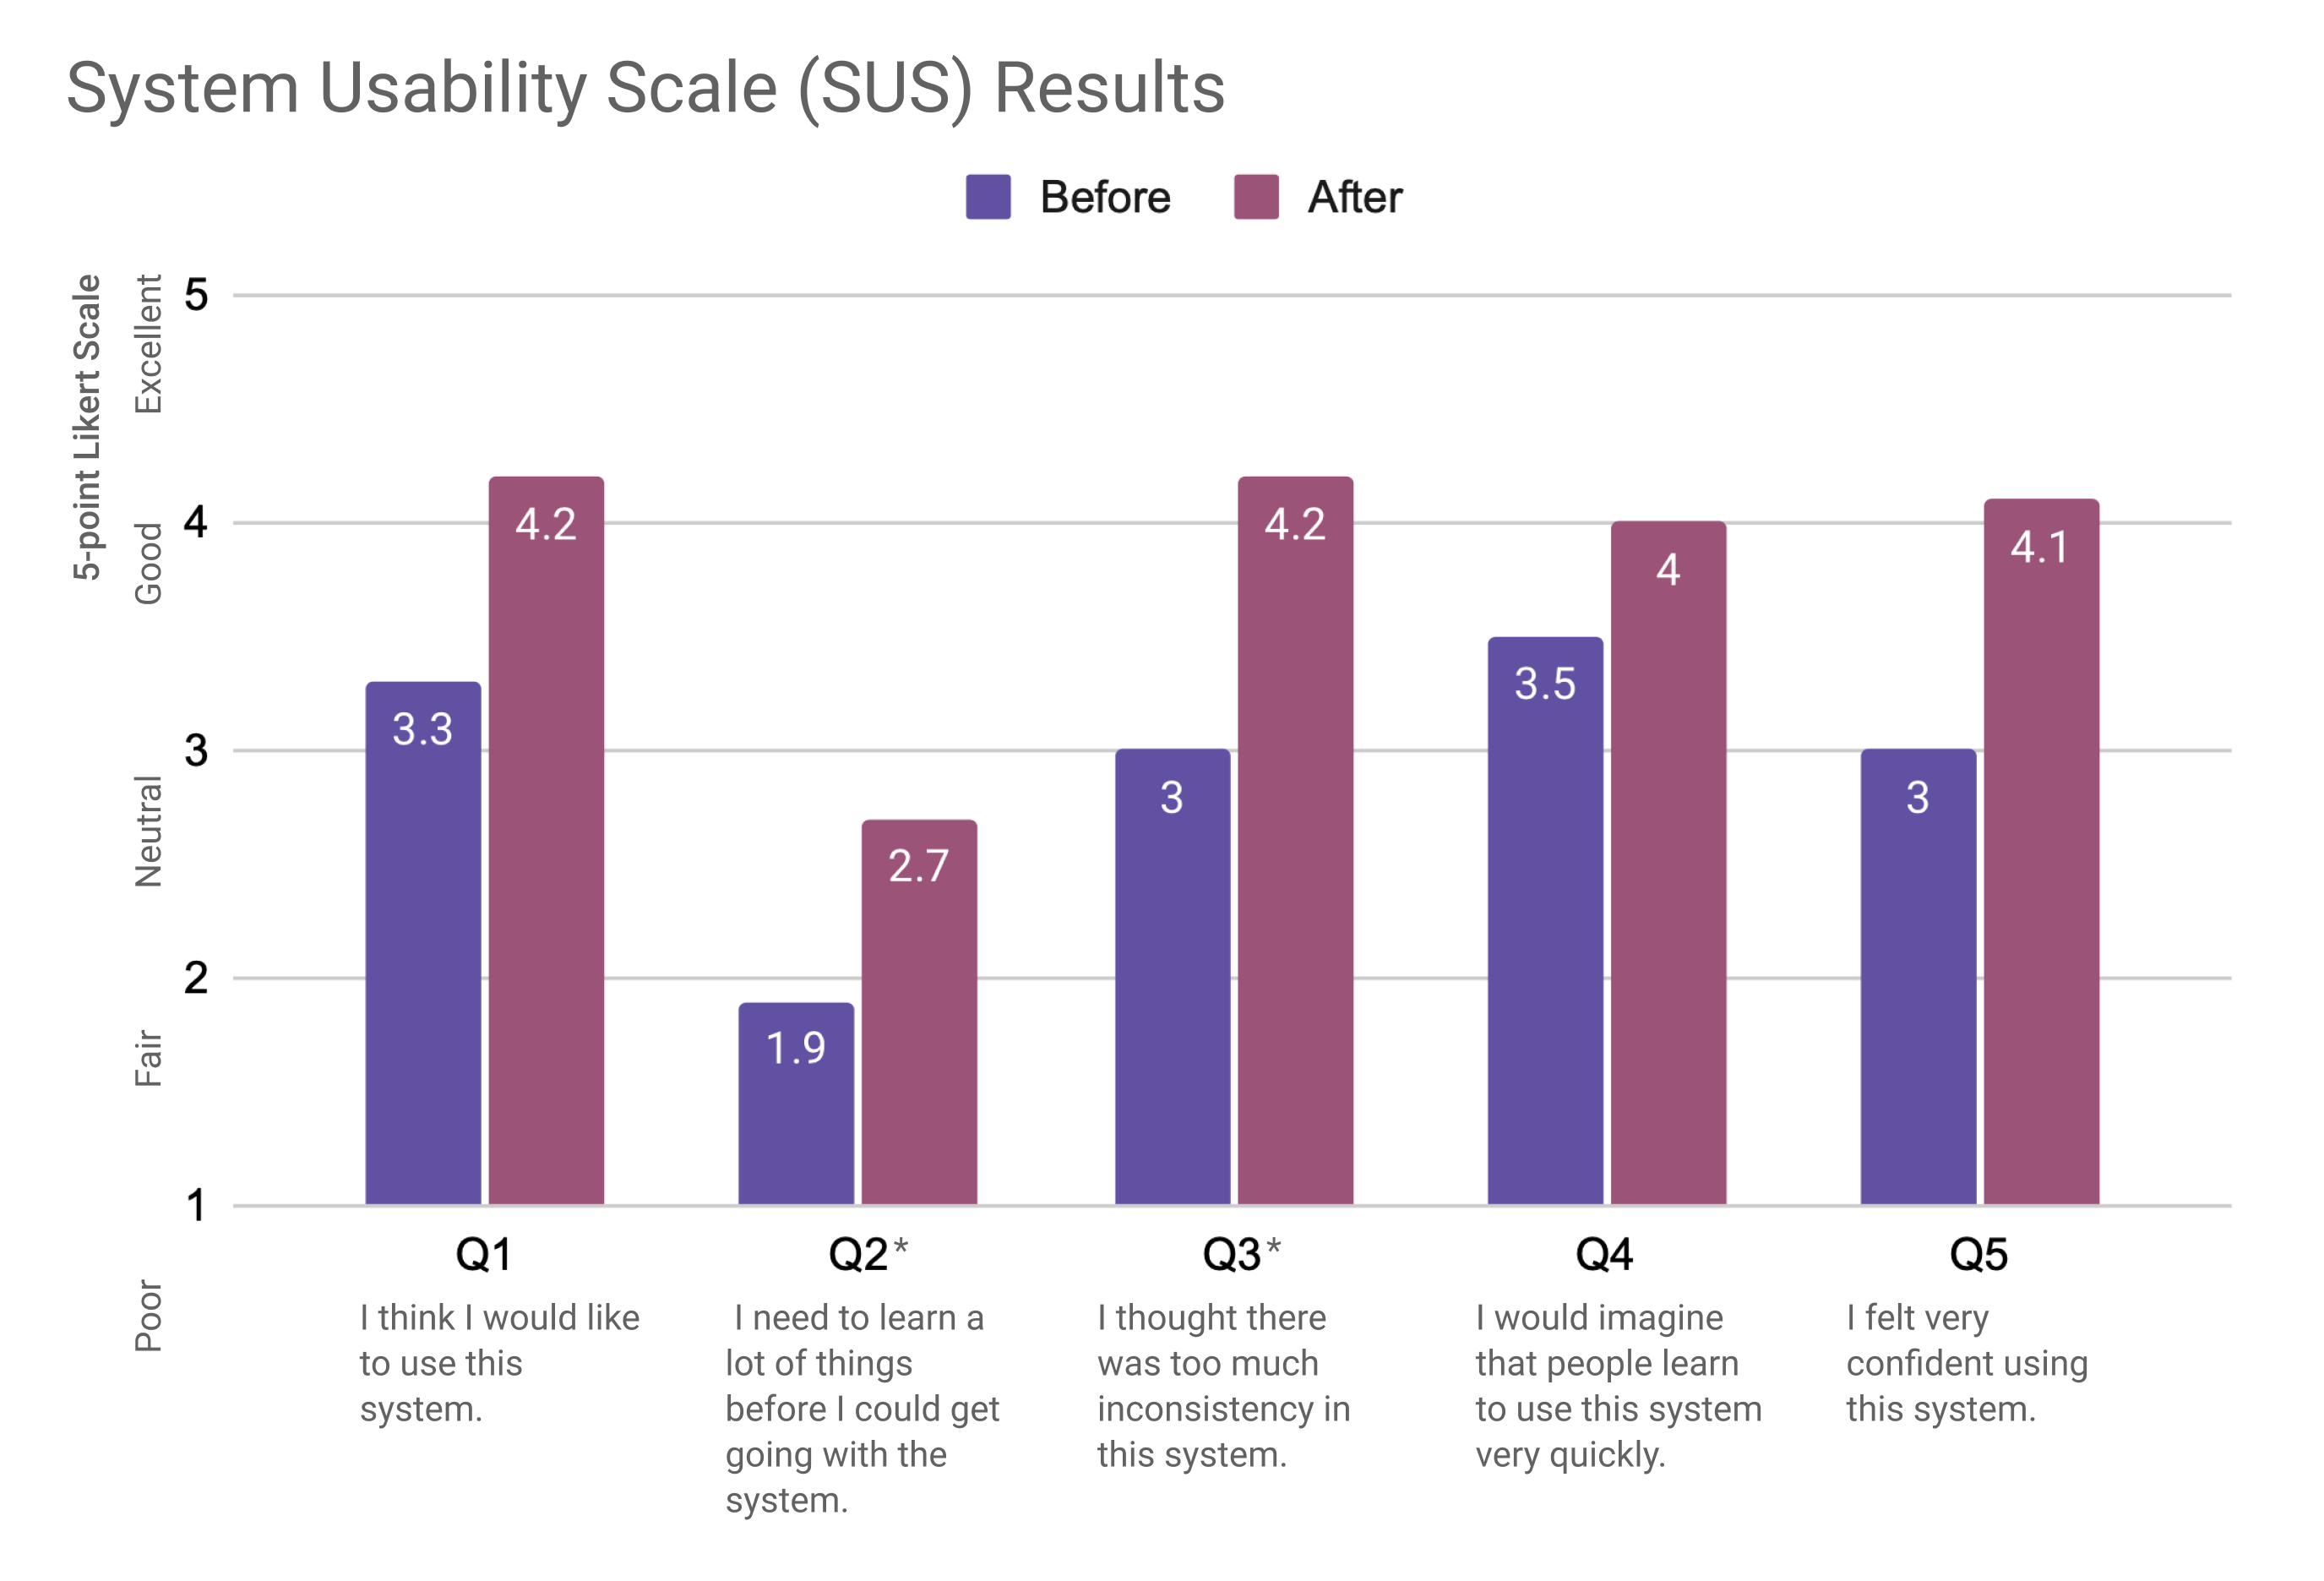 System Usability Scale (SUS) Results
Before
After
5-point Likert Scale
Excellent
Good
Neutral
Fair
Poor
5
4
3
2
1
3.3
4.2
1.9
2.7
3
4.2
3.5
4
3
4.1
Q1
I think I would like
to use this
system.
Q2*
I need to learn a
lot of things
before I could get
going with the
system.
Q3*
I thought there
was too much
inconsistency in
this system.
Q4
I would imagine
that people learn
to use this system
very quickly.
Q5
I felt very
confident using
this system.